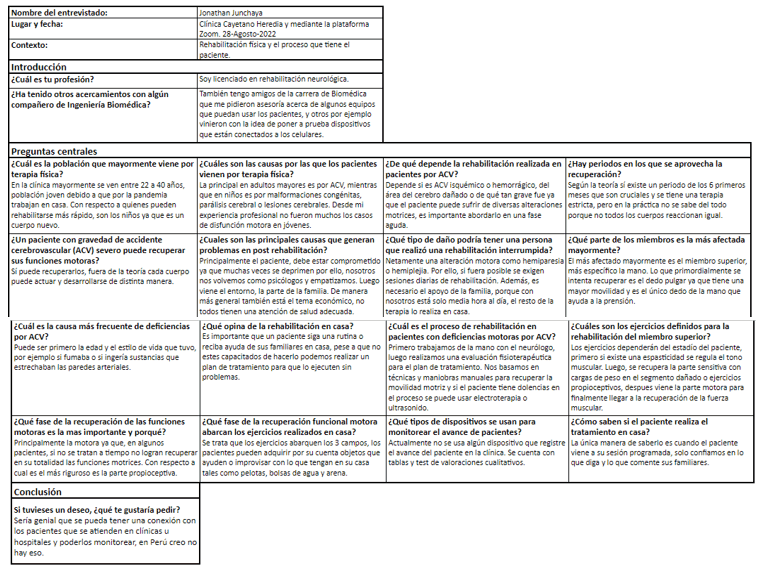 Nombre del entrevistado: Jonathan Junchaya
Lugar y fecha: Clínica Cayetano Heredia y mediante la plataforma
Zoom. 28-Agosto-2022
Contexto: Rehabilitación física y el proceso que tiene el
paciente.
Introducción
¿Cuál es tu profesión? Soy licenciado en rehabilitación neurológica.
¿Ha tenido otros acercamientos con algún
compañero de Ingeniería Biomédica?
También tengo amigos de la carrera de Biomédica
que me pidieron asesoría acerca de algunos equipos
que puedan usar los pacientes, y otros por ejemplo
vinieron con la idea de poner a prueba dispositivos
que están conectados a los celulares.
Preguntas centrales
¿Cuál es la población que mayormente viene por
terapia física?
En la clínica mayormente se ven entre 22 a 40 años,
población joven debido a que por la pandemia
trabajan en casa. Con respecto a quienes pueden
rehabilitarse más rápido, son los niños ya que es un
cuerpo nuevo.
¿Cuáles son las causas por las que los pacientes
vienen por terapia física?
La principal en adultos mayores es por ACV, mientras
que en niños es por malformaciones congénitas,
parálisis cerebral o lesiones cerebrales. Desde mi
experiencia profesional no fueron muchos los casos
de disfunción motora en jóvenes.
¿De qué depende la rehabilitación realizada en
pacientes por ACV?
Depende si es ACV isquémico o hemorrágico, del
área del cerebro dañado o de qué tan grave fue ya
que el paciente puede sufrir de diversas alteraciones
motrices, es importante abordarlo en una fase
aguda.
¿Hay periodos en los que se aprovecha la
recuperación?
Según la teoría sí existe un periodo de los 6 primeros
meses que son cruciales y se tiene una terapia
estricta, pero en la práctica no se sabe del todo
porque no todos los cuerpos reaccionan igual.
¿Un paciente con gravedad de accidente
cerebrovascular (ACV) severo puede recuperar
sus funciones motoras?
Sí puede recuperarlos, fuera de la teoría cada cuerpo
puede actuar y desarrollarse de distinta manera.
¿Cuales son las principales causas que generan
problemas en post rehabilitación?
Principalmente el paciente, debe estar comprometido
ya que muchas veces se deprimen por ello, nosotros
nos volvemos como psicólogos y empatizamos. Luego
viene el entorno, la parte de la familia. De manera
más general también está el tema económico, no
todos tienen una atención de salud adecuada.
¿Qué tipo de daño podría tener una persona
que realizó una rehabilitación interrumpida?
Netamente una alteración motora como hemiparesia
o hemiplejía. Por ello, si fuera posible se exigen
sesiones diarias de rehabilitación. Además, es
necesario el apoyo de la familia, porque con
nosotros está solo media hora al día, el resto de la
terapia lo realiza en casa.
¿Qué parte de los miembros es la más afectada
mayormente?
El más afectado mayormente es el miembro superior,
más específico la mano. Lo que primordialmente se
intenta recuperar es el dedo pulgar ya que tiene una
mayor movilidad y es el único dedo de la mano que
ayuda a la prensión.
¿Cuál es la causa más frecuente de deficiencias
por ACV?
Puede ser primero la edad y el estilo de vida que tuvo,
por ejemplo si fumaba o si ingería sustancias que
estrechaban las paredes arteriales.
¿Qué opina de la rehabilitación en casa?
Es importante que un paciente siga una rutina o
reciba ayuda de sus familiares en casa, pese a que no
estes capacitados de hacerlo podemos realizar un
plan de tratamiento para que lo ejecuten sin
problemas.
¿Cuál es el proceso de rehabilitación en
pacientes con deficiencias motoras por ACV?
Primero trabajamos de la mano con el neurólogo,
luego realizamos una evaluación fisioterapéutica
para el plan de tratamiento. Nos basamos en
técnicas y maniobras manuales para recuperar la
movilidad motriz y si el paciente tiene dolencias en
el proceso se puede usar electroterapia o
ultrasonido.
¿Cuáles son los ejercicios definidos para la
rehabilitación del miembro superior?
Los ejercicios dependerán del estadío del paciente,
primero si existe una espasticidad se regula el tono
muscular. Luego, se recupera la parte sensitiva con
cargas de peso en el segmento dañado o ejercicios
propioceptivos, despues viene la parte motora para
finalmente llegar a la recuperación de la fuerza
muscular.
¿Qué fase de la recuperación de las funciones
motoras es la mas importante y porqué?
Principalmente la motora ya que, en algunos
pacientes, si no se tratan a tiempo no logran recuperar
en su totalidad las funciones motrices. Con respecto a
cual es el más riguroso es la parte propioceptiva.
¿Qué fase de la recuperación funcional motora
abarcan los ejercicios realizados en casa?
Se trata que los ejercicios abarquen los 3 campos, los
pacientes pueden adquirir por su cuenta objetos que
ayuden o improvisar con lo que tengan en su casa
tales como pelotas, bolsas de agua y arena.
¿Qué tipos de dispositivos se usan para
monitorear el avance de pacientes?
Actualmente no se usa algún dispositivo que registre
el avance del paciente en la clínica. Se cuenta con
tablas y test de valoraciones cualitativos.
¿Cómo saben si el paciente realiza el
tratamiento en casa?
La única manera de saberlo es cuando el paciente
viene a su sesión programada, solo confiamos en lo
que diga y lo que comente sus familiares.
Conclusión
Si tuvieses un deseo, ¿qué te gustaría pedir?
Sería genial que se pueda tener una conexión con
los pacientes que se atienden en clínicas u
hospitales y poderlos monitorear, en Perú creo no
hay eso.